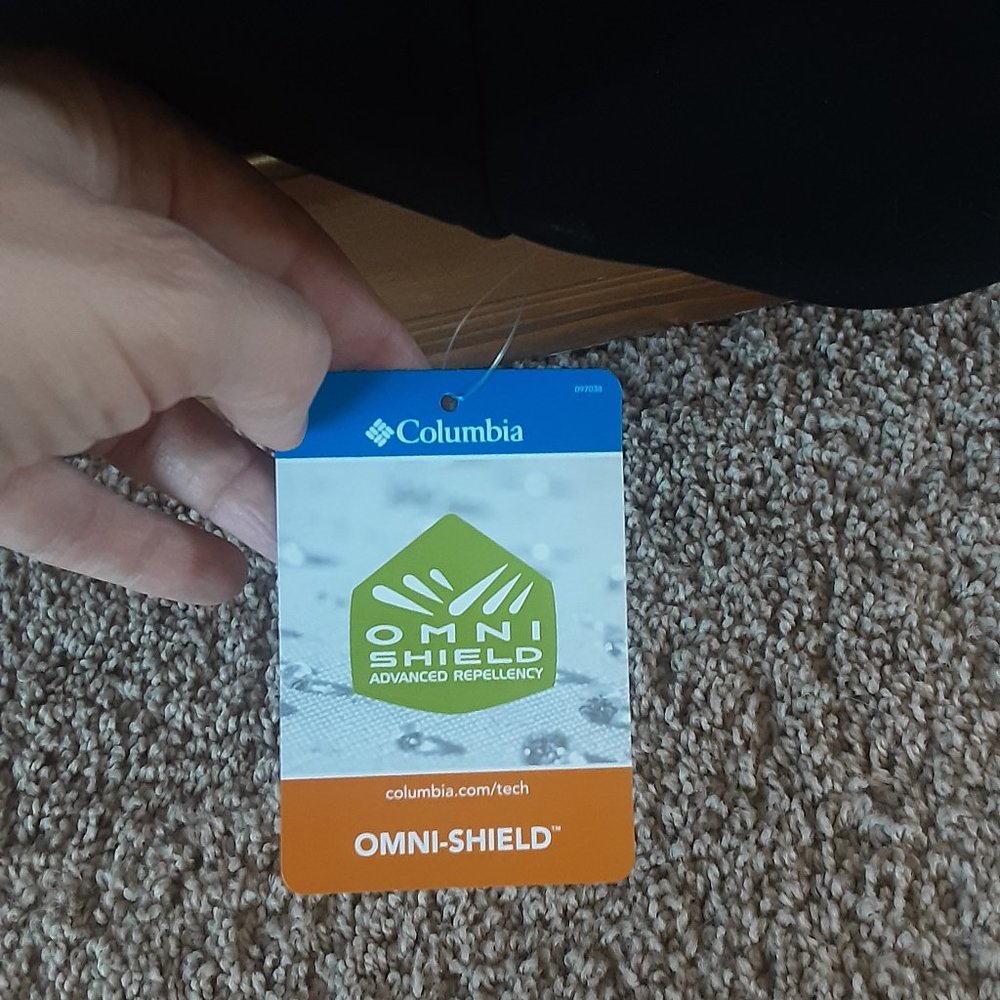 097038
Columbia
OMNI
SHIELD
ADVANCED REPELLENCY
columbia.com/tech
OMNI-SHIELD™